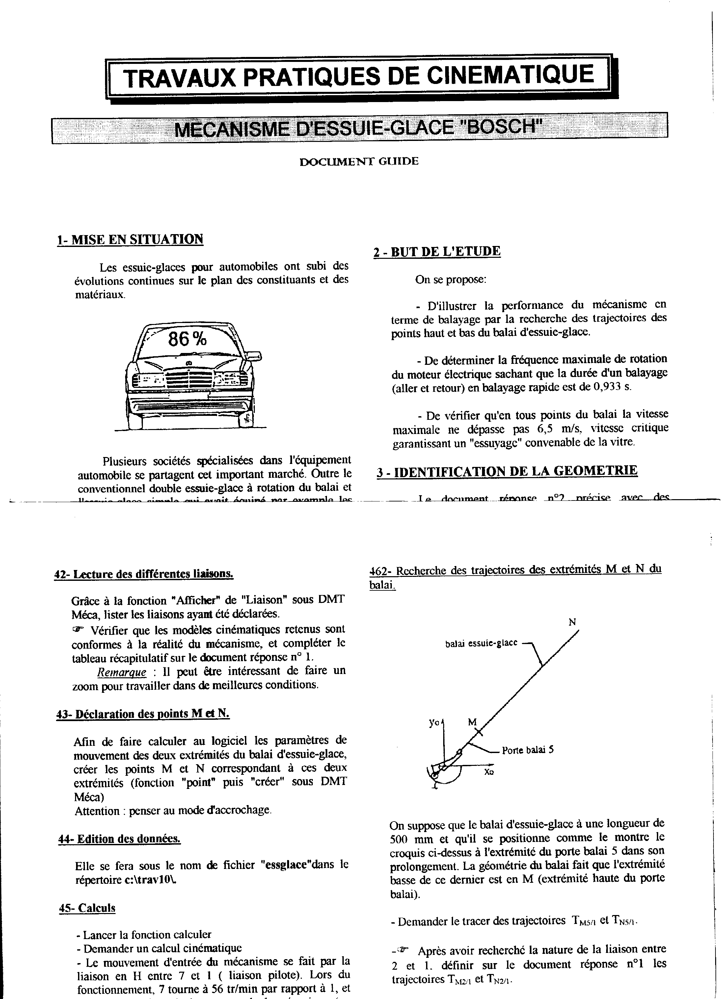 TRAVAUX PRATIQUES DE CINEMATIQUE
MECANISME D'ESSUIE-GLACE "BOSCH"
DOCUMENT GUIDE
1- MISE EN SITUATION
Les essuie-glaces pour automobiles ont subi des
évolutions continues sur le plan des constituants et des
matériaux.
86%
Plusieurs sociétés spécialisées dans l'équipement
automobile se partagent cet important marché. Outre le
conventionnel double essuie-glace à rotation du balai et
l'essuie-glace simple qui avait équipé par exemple les
2 - BUT DE L'ETUDE
On se propose:
- D'illustrer la performance du mécanisme en
terme de balayage par la recherche des trajectoires des
points haut et bas du balai d'essuie-glace.
- De déterminer la fréquence maximale de rotation
du moteur électrique sachant que la durée d'un balayage
(aller et retour) en balayage rapide est de 0,933 s.
- De vérifier qu'en tous points du balai la vitesse
maximale ne dépasse pas 6,5 m/s, vitesse critique
garantissant un "essuyage" convenable de la vitre.
3 - IDENTIFICATION DE LA GEOMETRIE
Le document réponse n°2 précise avec des
42- Lecture des différentes liaisons.
Grâce à la fonction "Afficher" de "Liaison" sous DMT
Méca, lister les liaisons ayant été déclarées.
☞ Vérifier que les modèles cinématiques retenus sont
conformes à la réalité du mécanisme, et compléter le
tableau récapitulatif sur le document réponse n° 1.
Remarque : Il peut être intéressant de faire un
zoom pour travailler dans de meilleures conditions.
43- Déclaration des points M et N.
Afin de faire calculer au logiciel les paramètres de
mouvement des deux extrémités du balai d'essuie-glace,
créer les points M et N correspondant à ces deux
extrémités (fonction "point" puis "créer" sous DMT
Méca)
Attention : penser au mode d'accrochage.
44- Edition des données.
Elle se fera sous le nom de fichier "essglace"dans le
répertoire c:\trav10\.
45- Calculs
- Lancer la fonction calculer
- Demander un calcul cinématique
- Le mouvement d'entrée du mécanisme se fait par la
liaison en H entre 7 et 1 ( liaison pilote). Lors du
fonctionnement, 7 tourne à 56 tr/min par rapport à 1, et
462- Recherche des trajectoires des extrémités M et N du
balai.
N
balai essuie-glace
yo
M
Porte balai 5
xo
On suppose que le balai d'essuie-glace à une longueur de
500 mm et qu'il se positionne comme le montre le
croquis ci-dessus à l'extrémité du porte balai 5 dans son
prolongement. La géométrie du balai fait que l'extrémité
basse de ce dernier est en M (extrémité haute du porte
balai).
- Demander le tracer des trajectoires TM5/1 et TN5/1.
-☞ Après avoir recherché la nature de la liaison entre
2 et 1. définir sur le document réponse n°1 les
trajectoires TM2/1 et TN2/1.